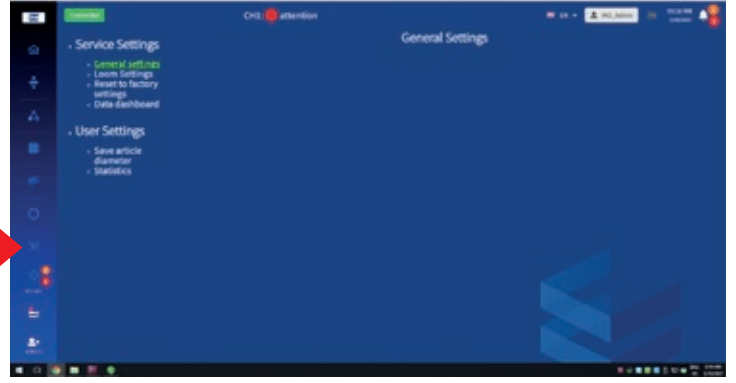 CH1: attention
EN
General Settings
Service Settings
General settings
Loom Settings
Reset to factory
settings
Data dashboard
User Settings
Save article
diameter
Statistics